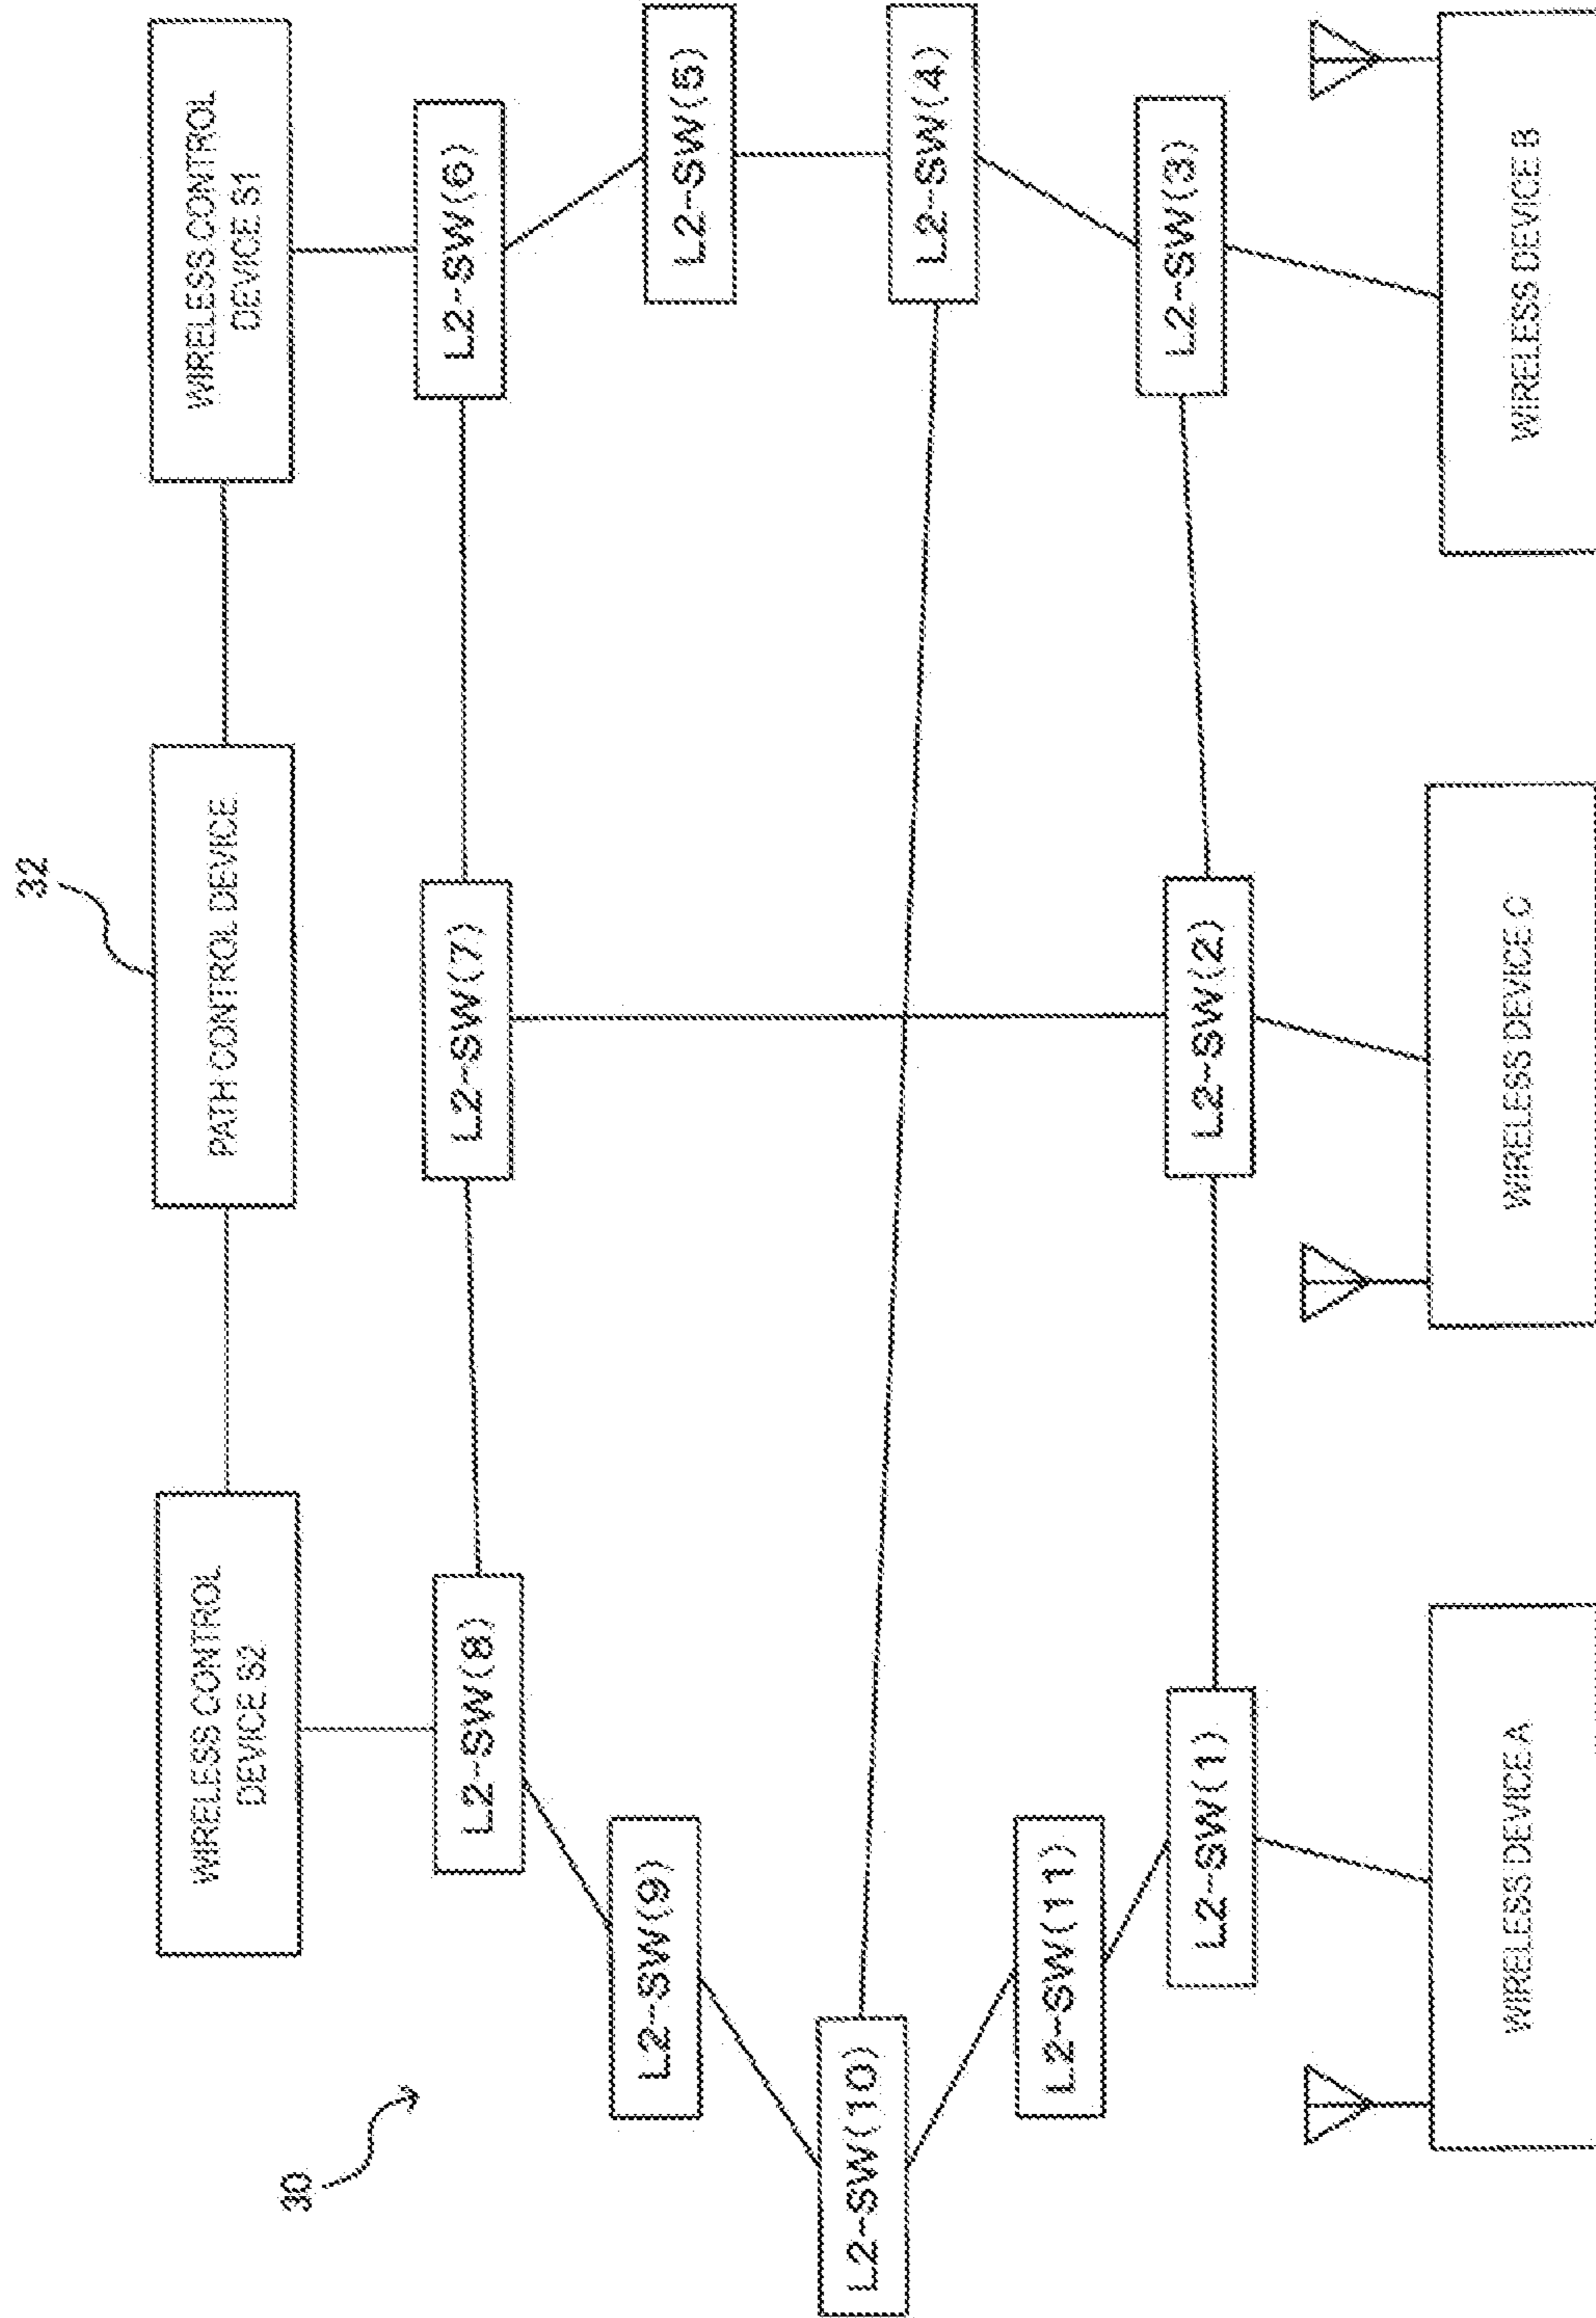 30
32
WIRELESS CONTROL
DEVICE S2
PATH CONTROL DEVICE
WIRELESS CONTROL
DEVICE S1
L2-SW(8)
L2-SW(7)
L2-SW(6)
L2-SW(9)
L2-SW(5)
L2-SW(10)
L2-SW(4)
L2-SW(11)
L2-SW(1)
L2-SW(2)
L2-SW(3)
WIRELESS DEVICE A
WIRELESS DEVICE C
WIRELESS DEVICE B